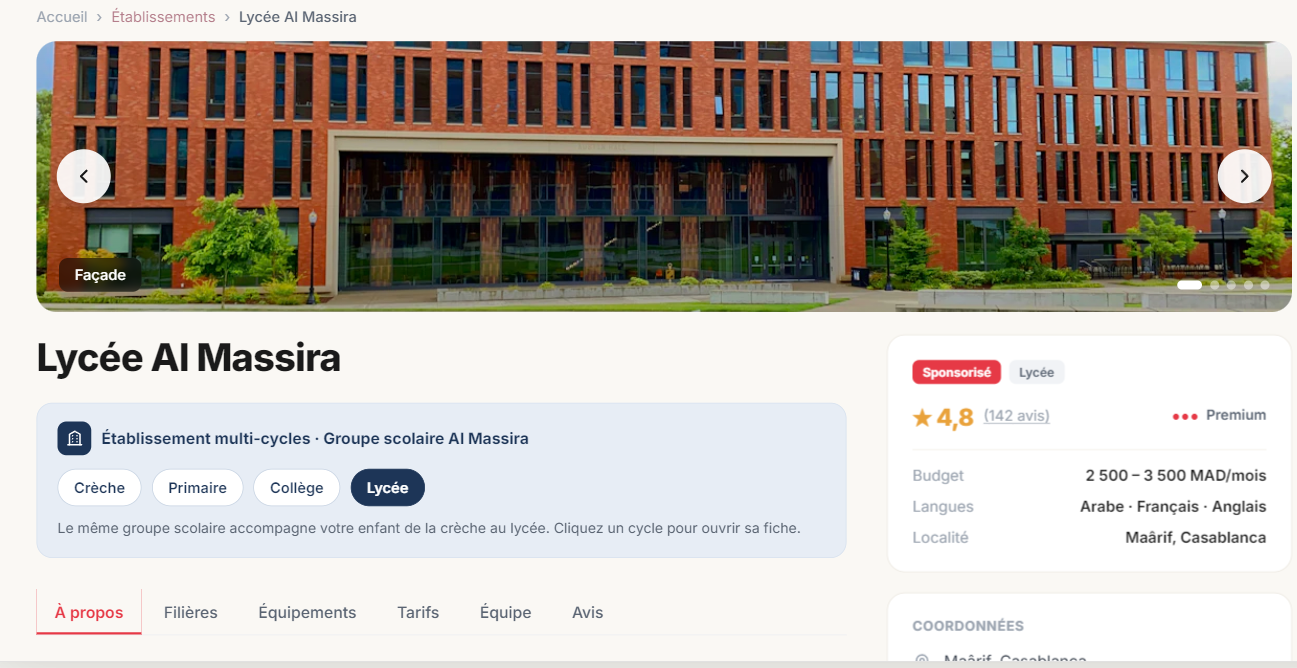 Accueil › Établissements › Lycée Al Massira
Façade
Lycée Al Massira
Établissement multi-cycles · Groupe scolaire Al Massira
Crèche Primaire Collège Lycée
Le même groupe scolaire accompagne votre enfant de la crèche au lycée. Cliquez un cycle pour ouvrir sa fiche.
À propos Filières Équipements Tarifs Équipe Avis
Sponsorisé Lycée
4,8 (142 avis) Premium
Budget 2 500 – 3 500 MAD/mois
Langues Arabe · Français · Anglais
Localité Maârif, Casablanca
COORDONNÉES
Maârif, Casablanca